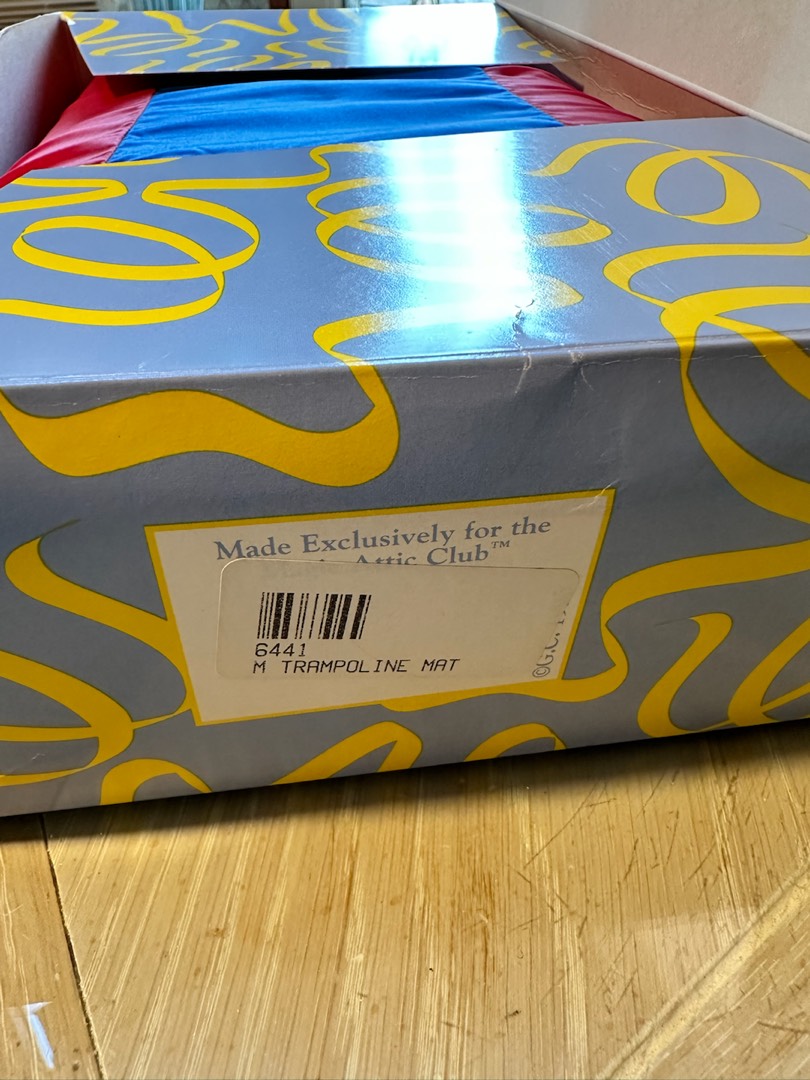 Made Exclusively for the
Attic Club™
6441
M TRAMPOLINE MAT